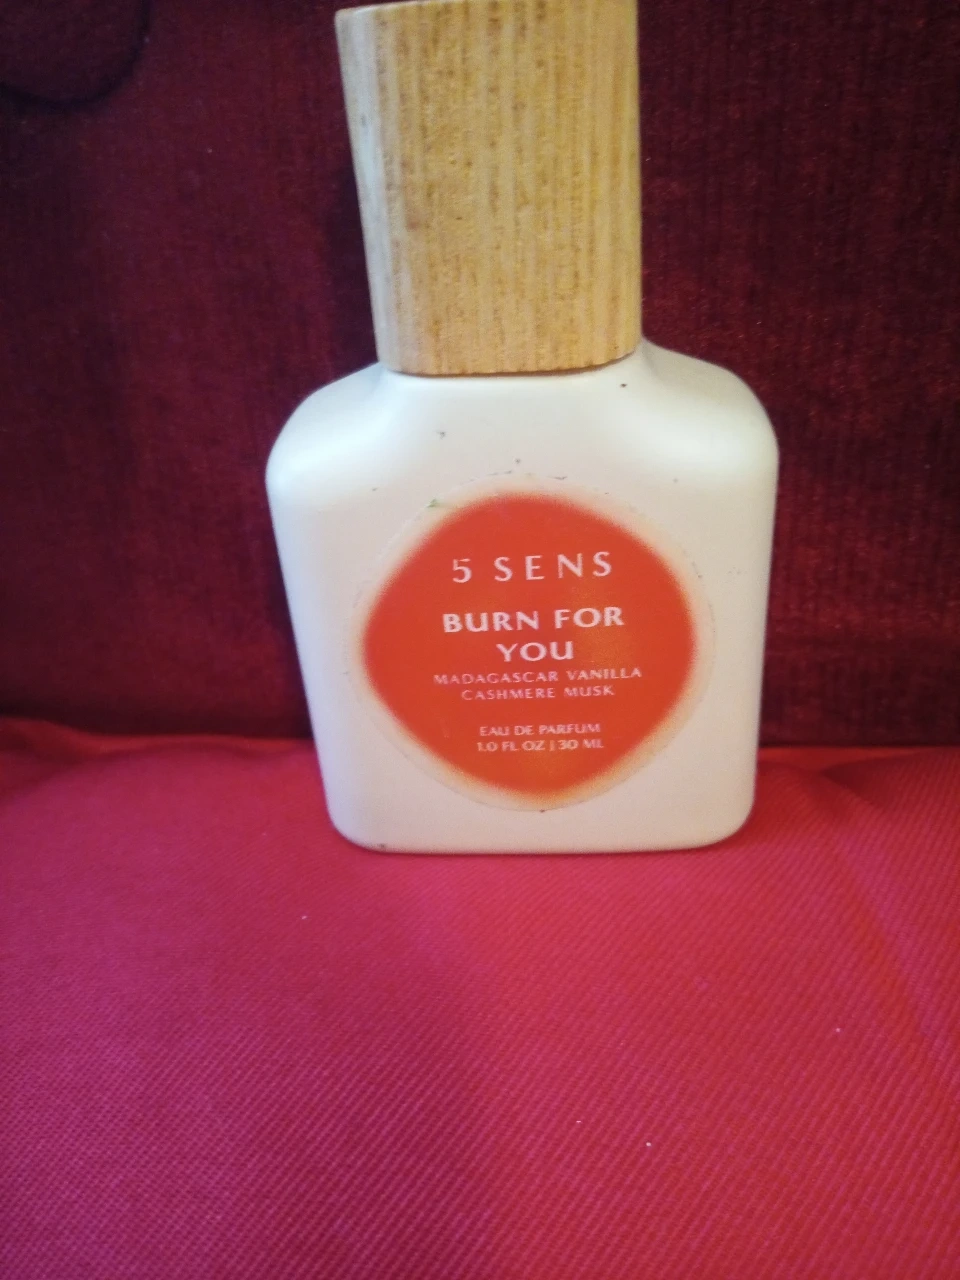 5 SENS
BURN FOR
YOU
MADAGASCAR VANILLA
CASHMERE MUSK
EAU DE PARFUM
1.0 FL OZ | 30 ML